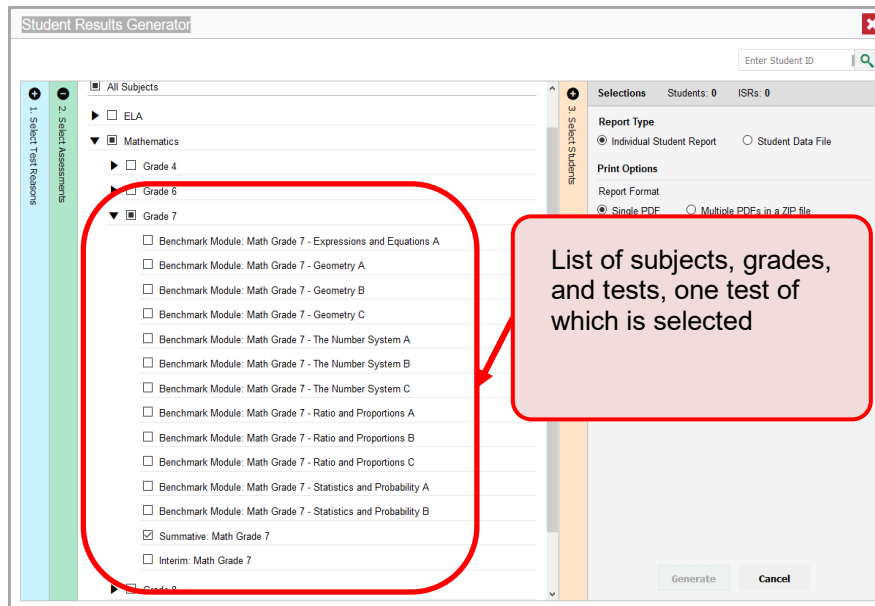 Student Results Generator
Enter Student ID
1. Select Test Reasons
2. Select Assessments
All Subjects
ELA
Mathematics
Grade 4
Grade 6
Grade 7
Benchmark Module: Math Grade 7 - Expressions and Equations A
Benchmark Module: Math Grade 7 - Geometry A
Benchmark Module: Math Grade 7 - Geometry B
Benchmark Module: Math Grade 7 - Geometry C
Benchmark Module: Math Grade 7 - The Number System A
Benchmark Module: Math Grade 7 - The Number System B
Benchmark Module: Math Grade 7 - The Number System C
Benchmark Module: Math Grade 7 - Ratio and Proportions A
Benchmark Module: Math Grade 7 - Ratio and Proportions B
Benchmark Module: Math Grade 7 - Ratio and Proportions C
Benchmark Module: Math Grade 7 - Statistics and Probability A
Benchmark Module: Math Grade 7 - Statistics and Probability B
Summative: Math Grade 7
Interim: Math Grade 7
Grade 8
3. Select Students
Selections Students: 0 ISRs: 0
Report Type
Individual Student Report Student Data File
Print Options
Report Format
Single PDF Multiple PDFs in a ZIP file
List of subjects, grades,
and tests, one test of
which is selected
Generate Cancel